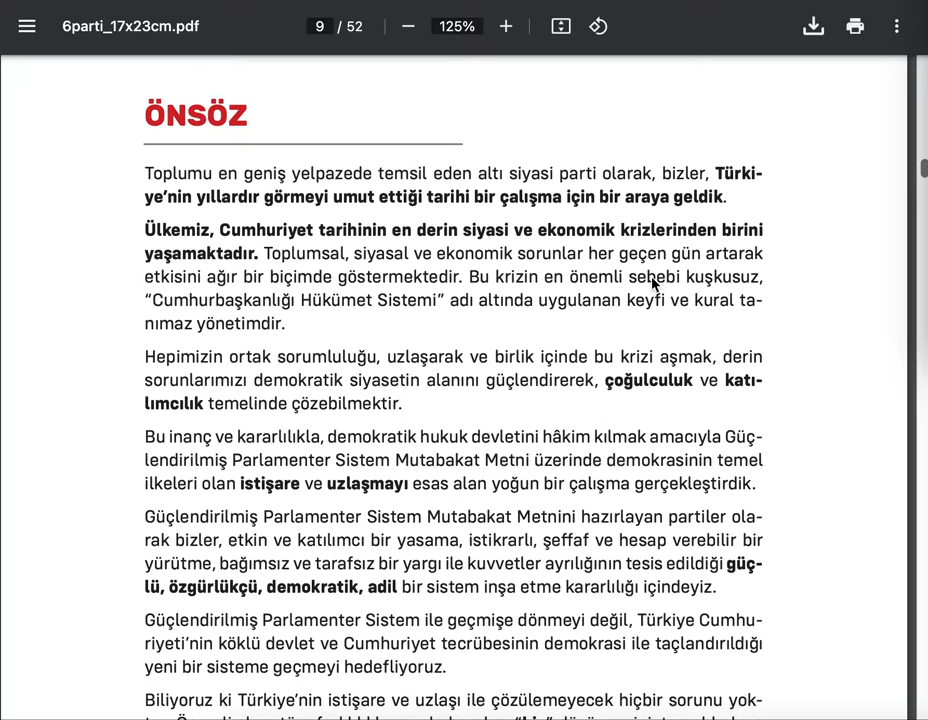 6parti_17x23cm.pdf
9 / 52
125%
ÖNSÖZ
Toplumu en geniş yelpazede temsil eden altı siyasi parti olarak, bizler, Türki-
ye’nin yıllardır görmeyi umut ettiği tarihi bir çalışma için bir araya geldik.
Ülkemiz, Cumhuriyet tarihinin en derin siyasi ve ekonomik krizlerinden birini
yaşamaktadır. Toplumsal, siyasal ve ekonomik sorunlar her geçen gün artarak
etkisini ağır bir biçimde göstermektedir. Bu krizin en önemli sebebi kuşkusuz,
“Cumhurbaşkanlığı Hükümet Sistemi” adı altında uygulanan keyfi ve kural ta-
nımaz yönetimdir.
Hepimizin ortak sorumluluğu, uzlaşarak ve birlik içinde bu krizi aşmak, derin
sorunlarımızı demokratik siyasetin alanını güçlendirerek, çoğulculuk ve katı-
lımcılık temelinde çözebilmektir.
Bu inanç ve kararlılıkla, demokratik hukuk devletini hâkim kılmak amacıyla Güç-
lendirilmiş Parlamenter Sistem Mutabakat Metni üzerinde demokrasinin temel
ilkeleri olan istişare ve uzlaşmayı esas alan yoğun bir çalışma gerçekleştirdik.
Güçlendirilmiş Parlamenter Sistem Mutabakat Metnini hazırlayan partiler ola-
rak bizler, etkin ve katılımcı bir yasama, istikrarlı, şeffaf ve hesap verebilir bir
yürütme, bağımsız ve tarafsız bir yargı ile kuvvetler ayrılığının tesis edildiği güç-
lü, özgürlükçü, demokratik, adil bir sistem inşa etme kararlılığı içindeyiz.
Güçlendirilmiş Parlamenter Sistem ile geçmişe dönmeyi değil, Türkiye Cumhu-
riyeti’nin köklü devlet ve Cumhuriyet tecrübesinin demokrasi ile taçlandırıldığı
yeni bir sisteme geçmeyi hedefliyoruz.
Biliyoruz ki Türkiye’nin istişare ve uzlaşı ile çözülemeyecek hiçbir sorunu yok-